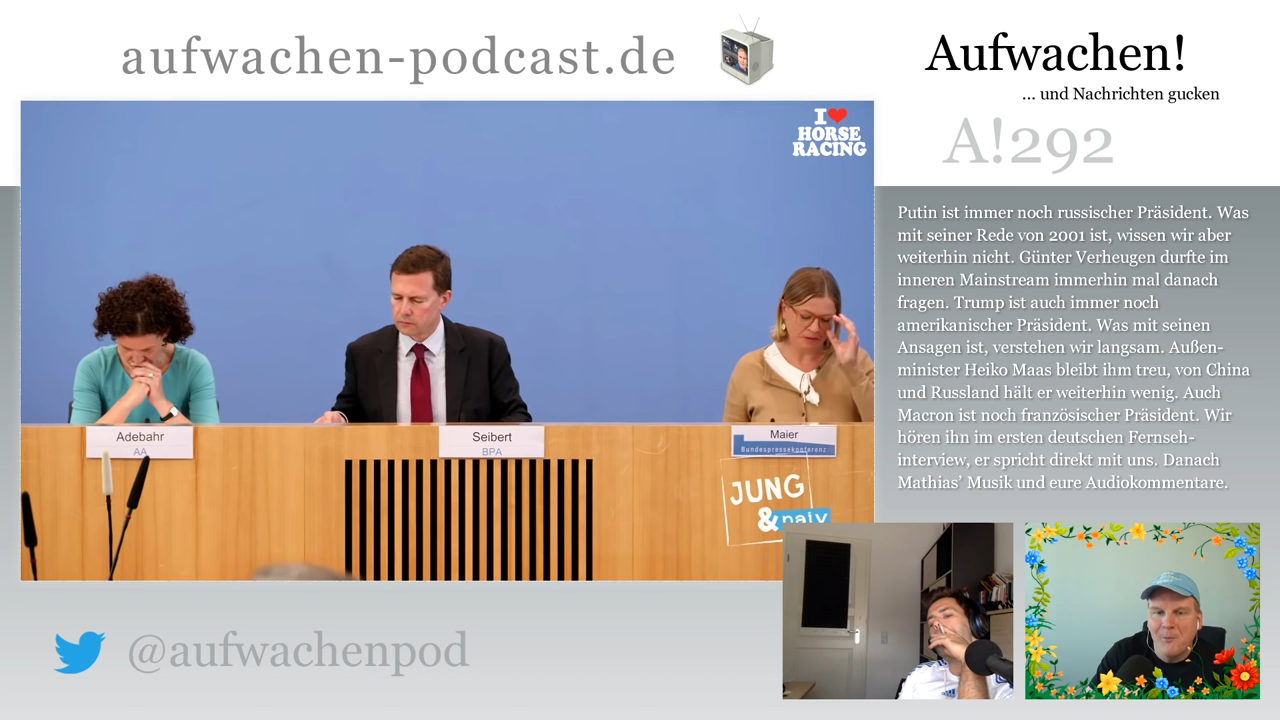 aufwachen-podcast.de
Aufwachen!
... und Nachrichten gucken
A!292
I
HORSE
RACING
Putin ist immer noch russischer Präsident. Was
mit seiner Rede von 2001 ist, wissen wir aber
weiterhin nicht. Günter Verheugen durfte im
inneren Mainstream immerhin mal danach
fragen. Trump ist auch immer noch
amerikanischer Präsident. Was mit seinen
Ansagen ist, verstehen wir langsam. Außen-
minister Heiko Maas bleibt ihm treu, von China
und Russland hält er weiterhin wenig. Auch
Macron ist noch französischer Präsident. Wir
hören ihn im ersten deutschen Fernseh-
interview, er spricht direkt mit uns. Danach
Mathias’ Musik und eure Audiokommentare.
Adebahr
AA
Seibert
BPA
Maier
Bundespressekonferenz
JUNG
& naiv
@aufwachenpod